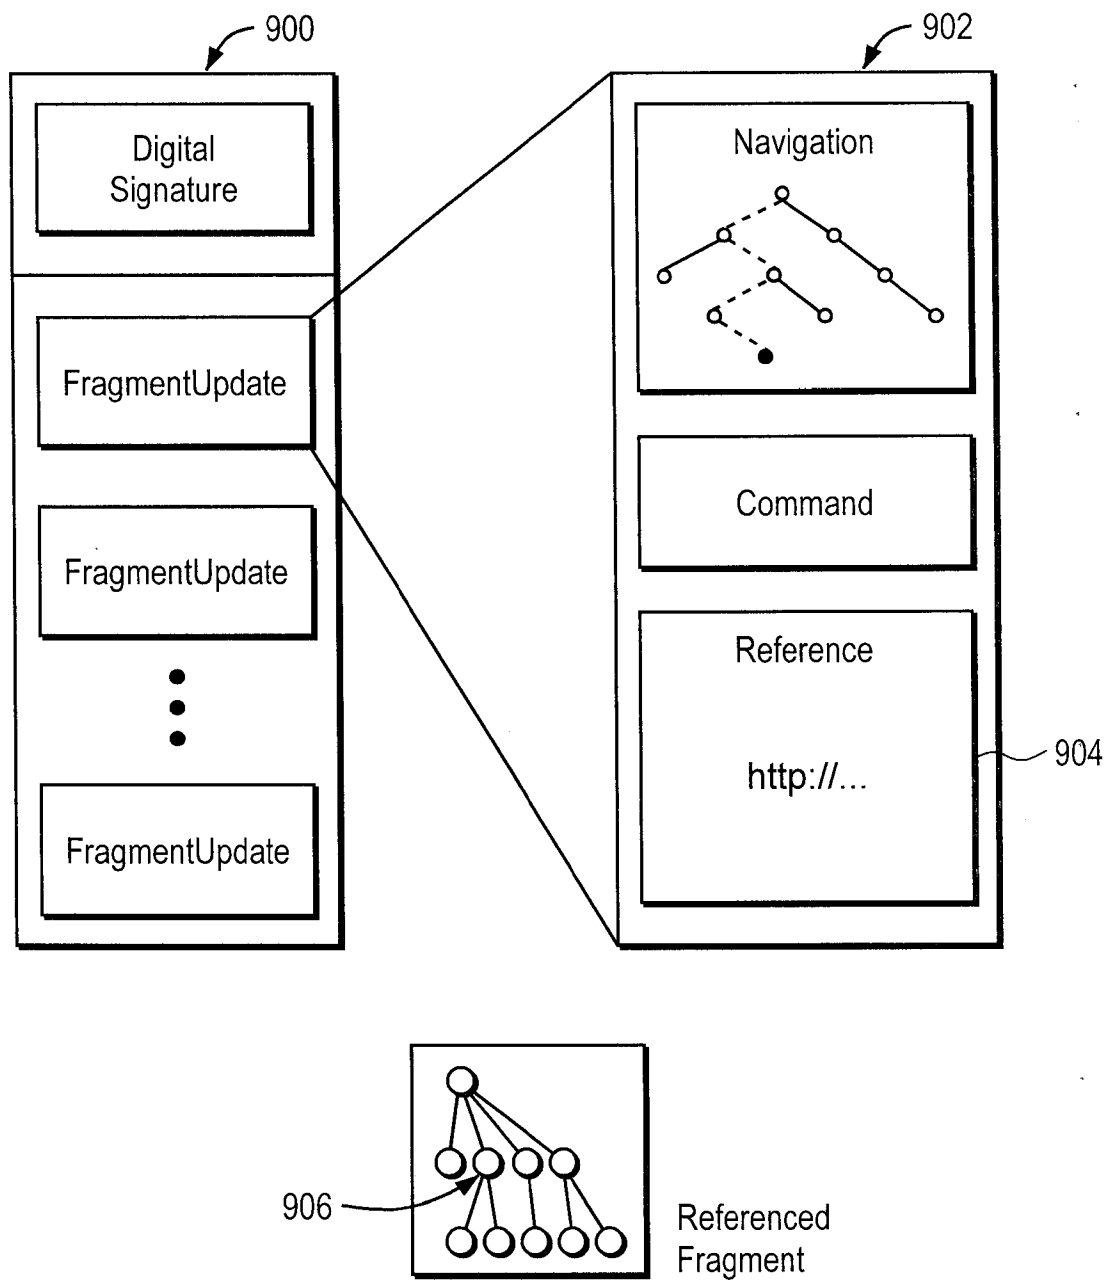 900
902
Digital
Signature
Navigation
FragmentUpdate
Command
FragmentUpdate
Reference
http://...
904
FragmentUpdate
906
Referenced
Fragment